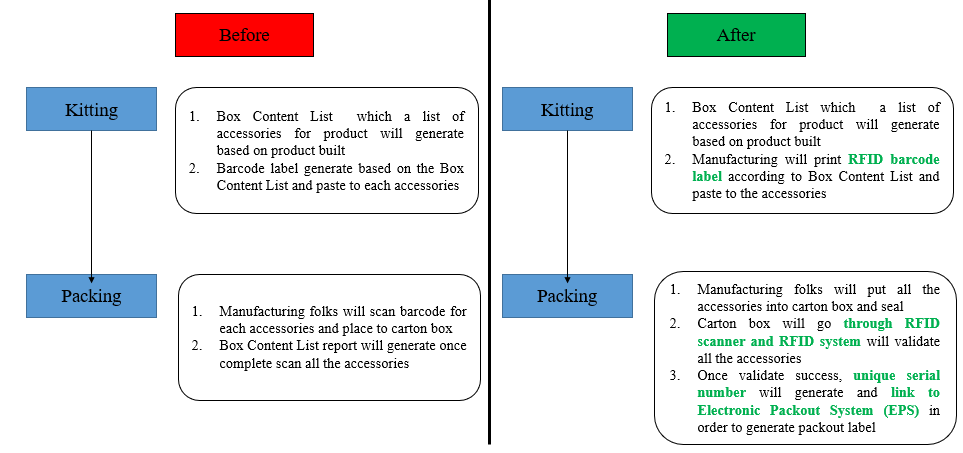 Before
Kitting
1. Box Content List which a list of
accessories for product will generate
based on product built
2. Barcode label generate based on the Box
Content List and paste to each accessories
Packing
1. Manufacturing folks will scan barcode for
each accessories and place to carton box
2. Box Content List report will generate once
complete scan all the accessories
After
Kitting
1. Box Content List which a list of
accessories for product will generate
based on product built
2. Manufacturing will print RFID barcode
label according to Box Content List and
paste to the accessories
Packing
1. Manufacturing folks will put all the
accessories into carton box and seal
2. Carton box will go through RFID
scanner and RFID system will validate
all the accessories
3. Once validate success, unique serial
number will generate and link to
Electronic Packout System (EPS) in
order to generate packout label